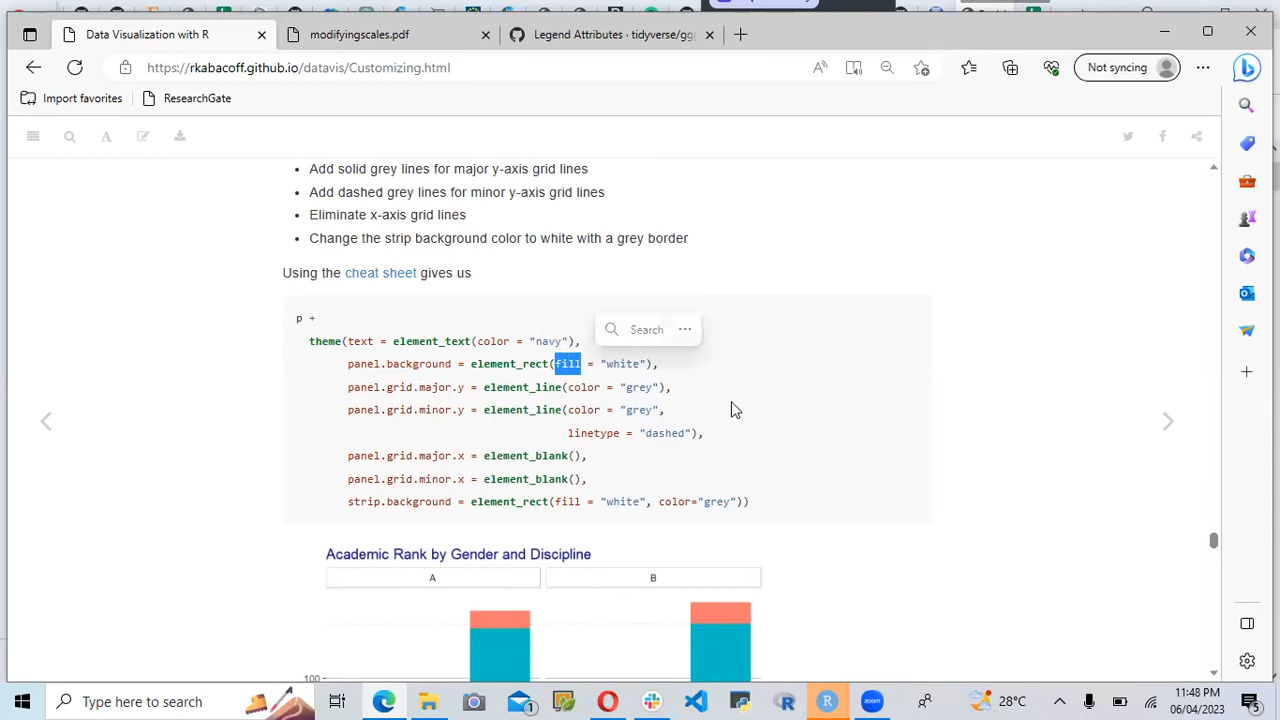 Data Visualization with R
modifyingscales.pdf
Legend Attributes · tidyverse/gg
https://rkabacoff.github.io/datavis/Customizing.html
Not syncing
Import favorites
ResearchGate
• Add solid grey lines for major y-axis grid lines
• Add dashed grey lines for minor y-axis grid lines
• Eliminate x-axis grid lines
• Change the strip background color to white with a grey border
Using the cheat sheet gives us
p +
Search
theme(text = element_text(color = "navy"),
panel.background = element_rect(fill = "white"),
panel.grid.major.y = element_line(color = "grey"),
panel.grid.minor.y = element_line(color = "grey",
linetype = "dashed"),
panel.grid.major.x = element_blank(),
panel.grid.minor.x = element_blank(),
strip.background = element_rect(fill = "white", color="grey"))
Academic Rank by Gender and Discipline
A B
100
Type here to search
1
28°C
11:48 PM
06/04/2023
5